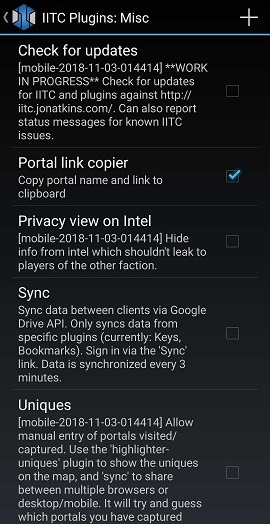 IITC Plugins: Misc
Check for updates
[mobile-2018-11-03-014414] **WORK
IN PROGRESS** Check for updates
for IITC and plugins against http://
iitc.jonatkins.com/. Can also report
status messages for known IITC
issues.
Portal link copier
Copy portal name and link to
clipboard
Privacy view on Intel
[mobile-2018-11-03-014414] Hide
info from intel which shouldn't leak to
players of the other faction.
Sync
Sync data between clients via Google
Drive API. Only syncs data from
specific plugins (currently: Keys,
Bookmarks). Sign in via the 'Sync'
link. Data is synchronized every 3
minutes.
Uniques
[mobile-2018-11-03-014414] Allow
manual entry of portals visited/
captured. Use the 'highlighter-
uniques' plugin to show the uniques
on the map, and 'sync' to share
between multiple browsers or
desktop/mobile. It will try and guess
which portals you have captured